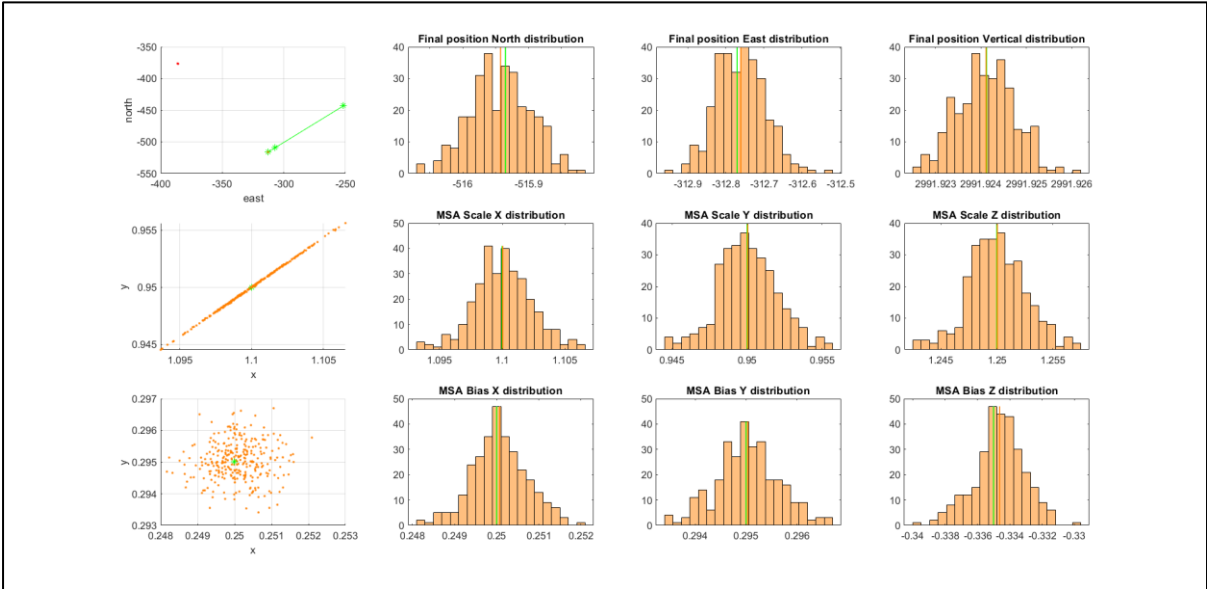 Final position North distribution
Final position East distribution
Final position Vertical distribution
-350
-400
-450
-500
-550
north
-400 -350 -300 -250
east
40
30
20
10
0
-516 -515.9
40
30
20
10
0
-312.9 -312.8 -312.7 -312.6 -312.5
40
30
20
10
0
2991.923 2991.924 2991.925 2991.926
MSA Scale X distribution
MSA Scale Y distribution
MSA Scale Z distribution
0.955
0.95
0.945
y
1.095 1.1 1.105
x
50
40
30
20
10
0
1.095 1.1 1.105
40
30
20
10
0
0.945 0.95 0.955
40
30
20
10
0
1.245 1.25 1.255
MSA Bias X distribution
MSA Bias Y distribution
MSA Bias Z distribution
0.297
0.296
0.295
0.294
0.293
y
0.248 0.249 0.25 0.251 0.252 0.253
x
50
40
30
20
10
0
0.248 0.249 0.25 0.251 0.252
50
40
30
20
10
0
0.294 0.295 0.296
50
40
30
20
10
0
-0.34 -0.338 -0.336 -0.334 -0.332 -0.33